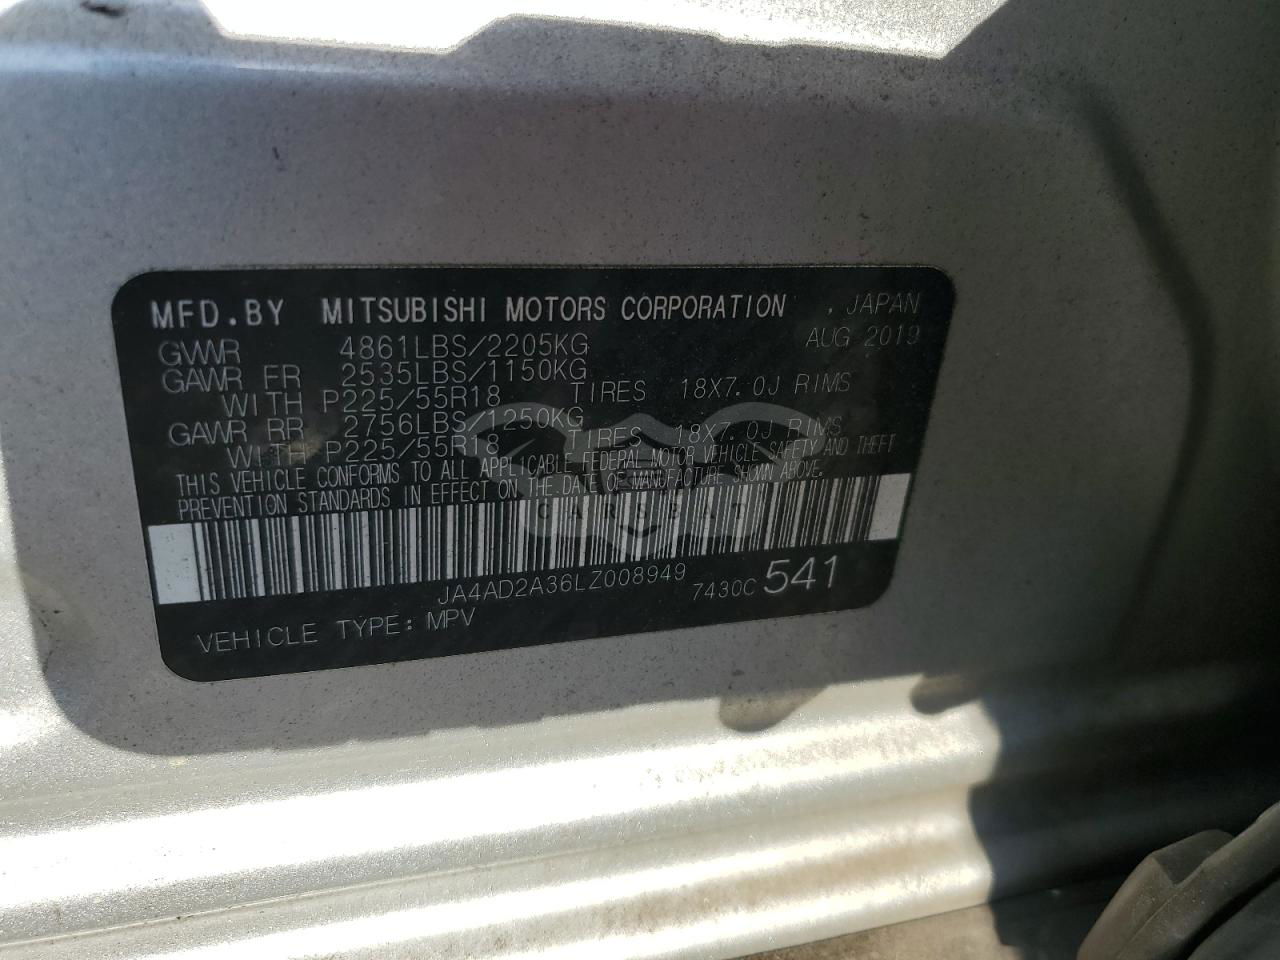 MFD.BY MITSUBISHI MOTORS CORPORATION , JAPAN
GVWR 4861LBS/2205KG AUG 2019
GAWR FR 2535LBS/1150KG
WITH P225/55R18 TIRES 18X7.0J RIMS
GAWR RR 2756LBS/1250KG
WITH P225/55R18 TIRES 18X7.0J RIMS
THIS VEHICLE CONFORMS TO ALL APPLICABLE FEDERAL MOTOR VEHICLE SAFETY AND THEFT
PREVENTION STANDARDS IN EFFECT ON THE DATE OF MANUFACTURE SHOWN ABOVE.
JA4AD2A36LZ008949 7430C 541
VEHICLE TYPE: MPV